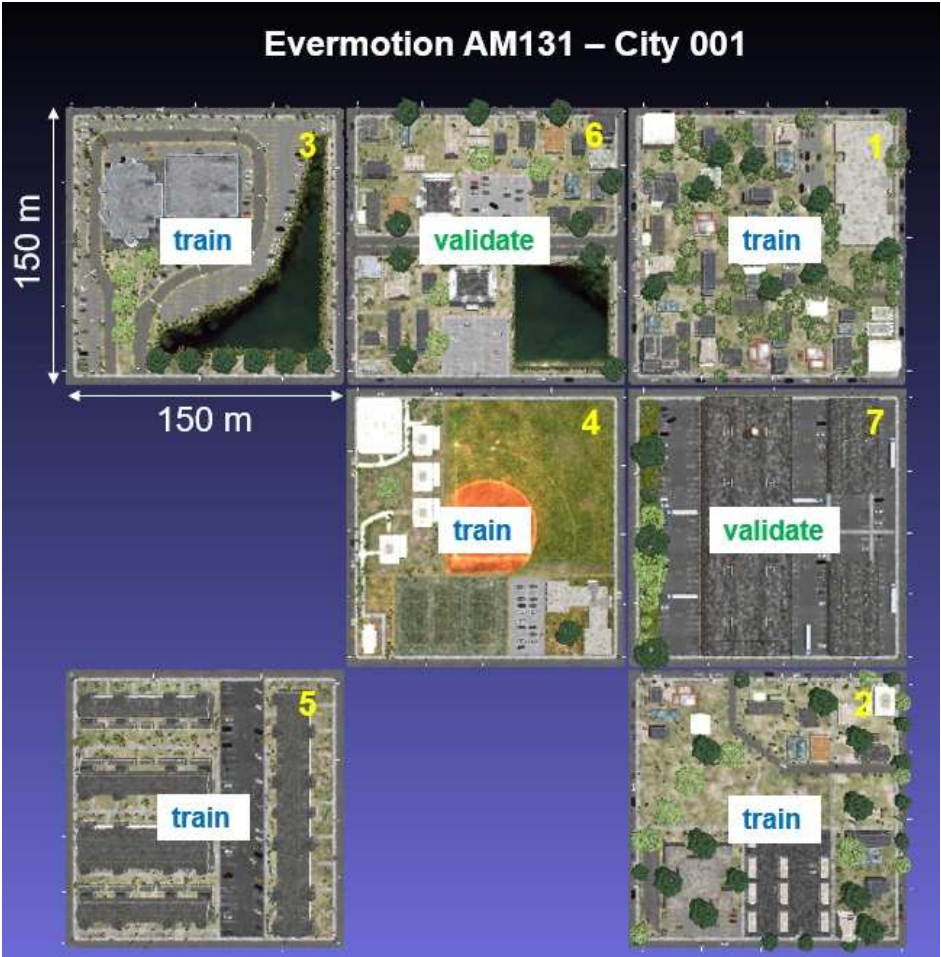 Evermotion AM131 – City 001
3
6
1
150 m
train
validate
train
150 m
4
7
train
validate
5
2
train
train